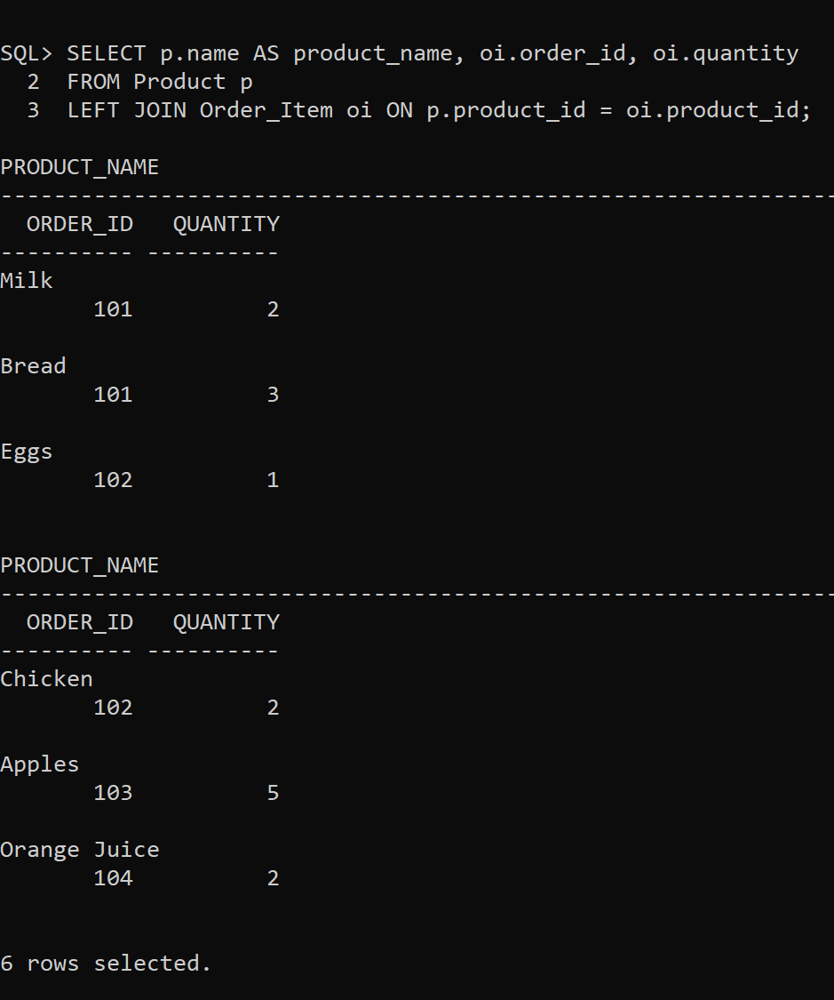 SQL> SELECT p.name AS product_name, oi.order_id, oi.quantity
  2  FROM Product p
  3  LEFT JOIN Order_Item oi ON p.product_id = oi.product_id;

PRODUCT_NAME
---------------------------------------------------------------
  ORDER_ID   QUANTITY
---------- ----------
Milk
       101          2

Bread
       101          3

Eggs
       102          1


PRODUCT_NAME
---------------------------------------------------------------
  ORDER_ID   QUANTITY
---------- ----------
Chicken
       102          2

Apples
       103          5

Orange Juice
       104          2


6 rows selected.